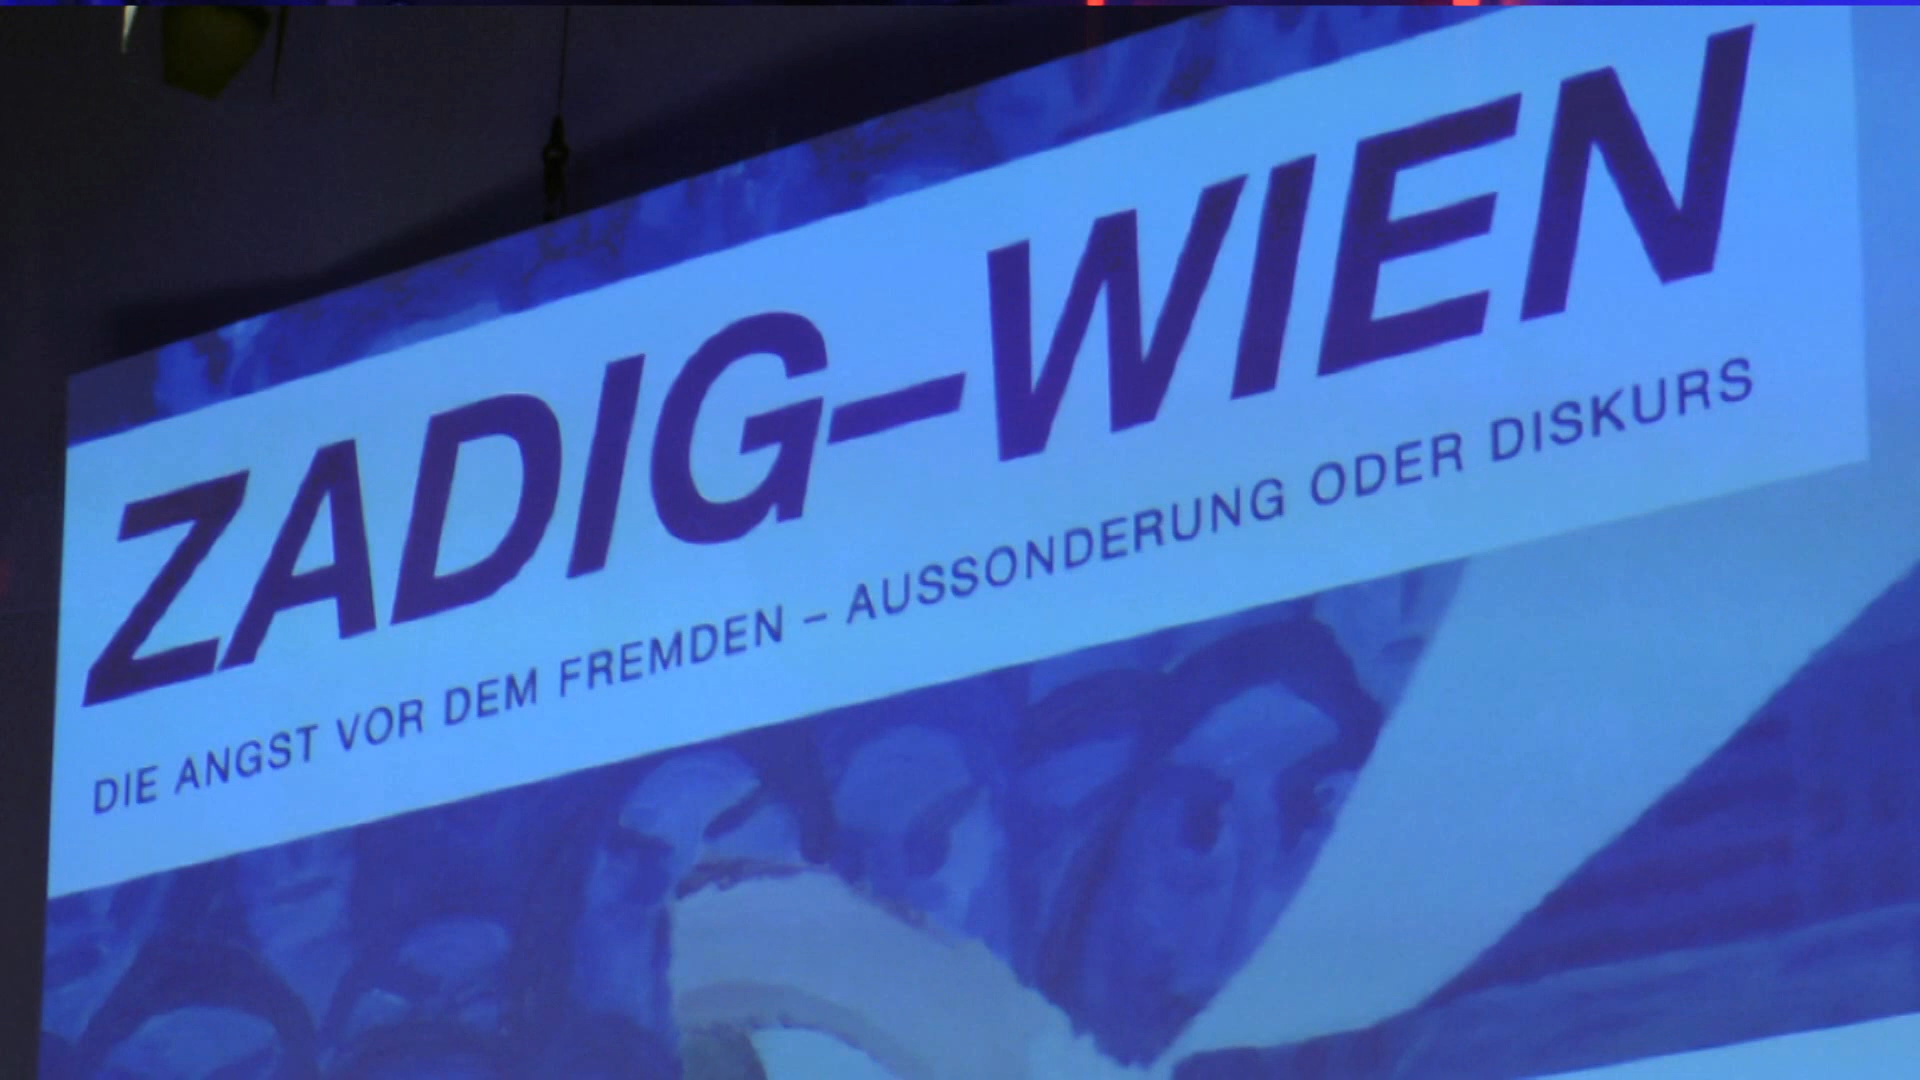 ZADIG–WIEN
DIE ANGST VOR DEM FREMDEN – AUSSONDERUNG ODER DISKURS